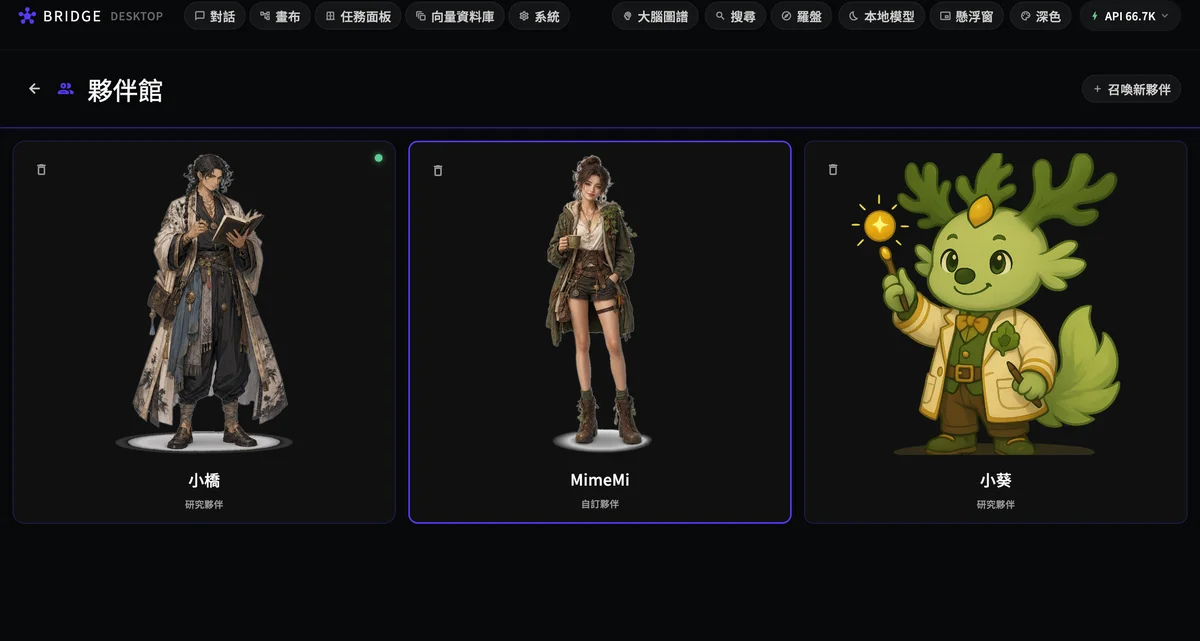 BRIDGE DESKTOP 對話 畫布 任務面板 向量資料庫 系統 大腦圖譜 搜尋 羅盤 本地模型 懸浮窗 深色 API 66.7K
夥伴館 + 召喚新夥伴
小橋 MimeMi 小葵
研究夥伴 自訂夥伴 研究夥伴